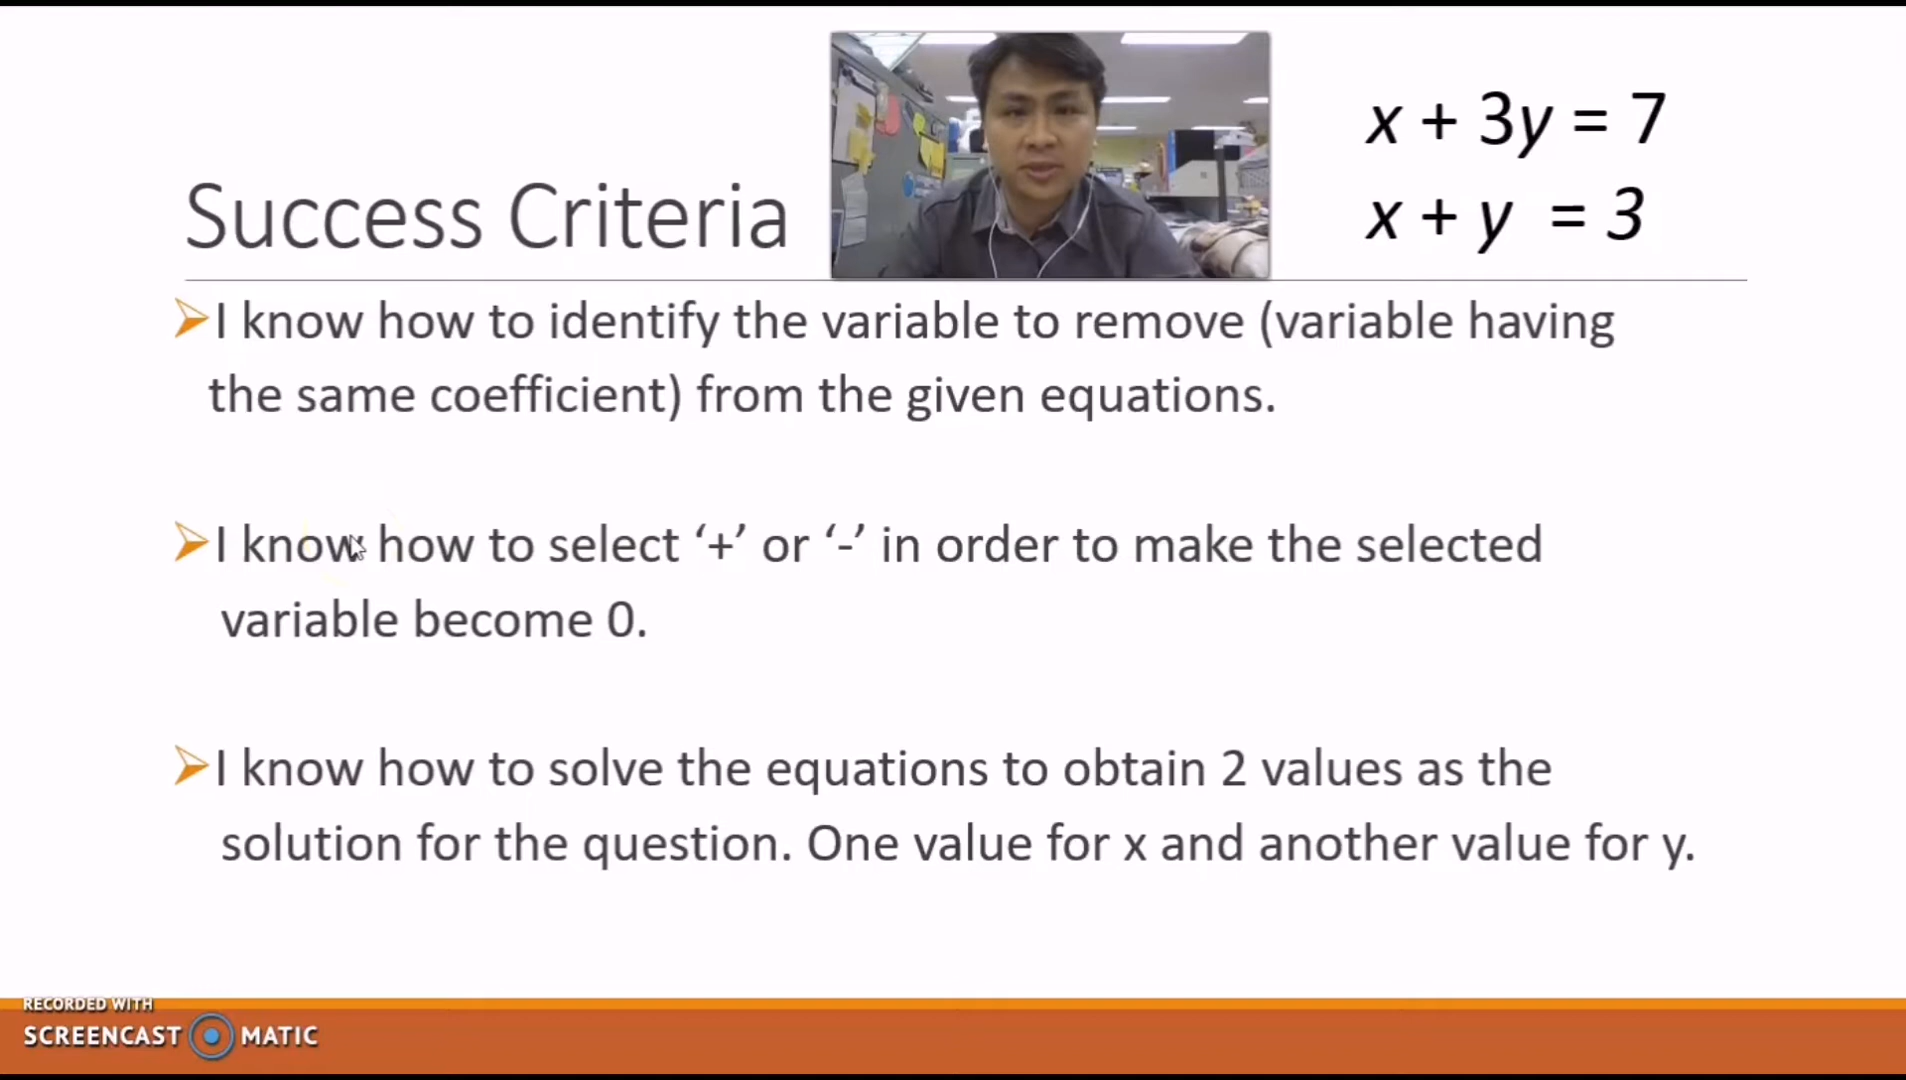 x + 3y = 7
x + y = 3
Success Criteria
I know how to identify the variable to remove (variable having
the same coefficient) from the given equations.
I know how to select ‘+’ or ‘-’ in order to make the selected
variable become 0.
I know how to solve the equations to obtain 2 values as the
solution for the question. One value for x and another value for y.
RECORDED WITH
SCREENCAST MATIC